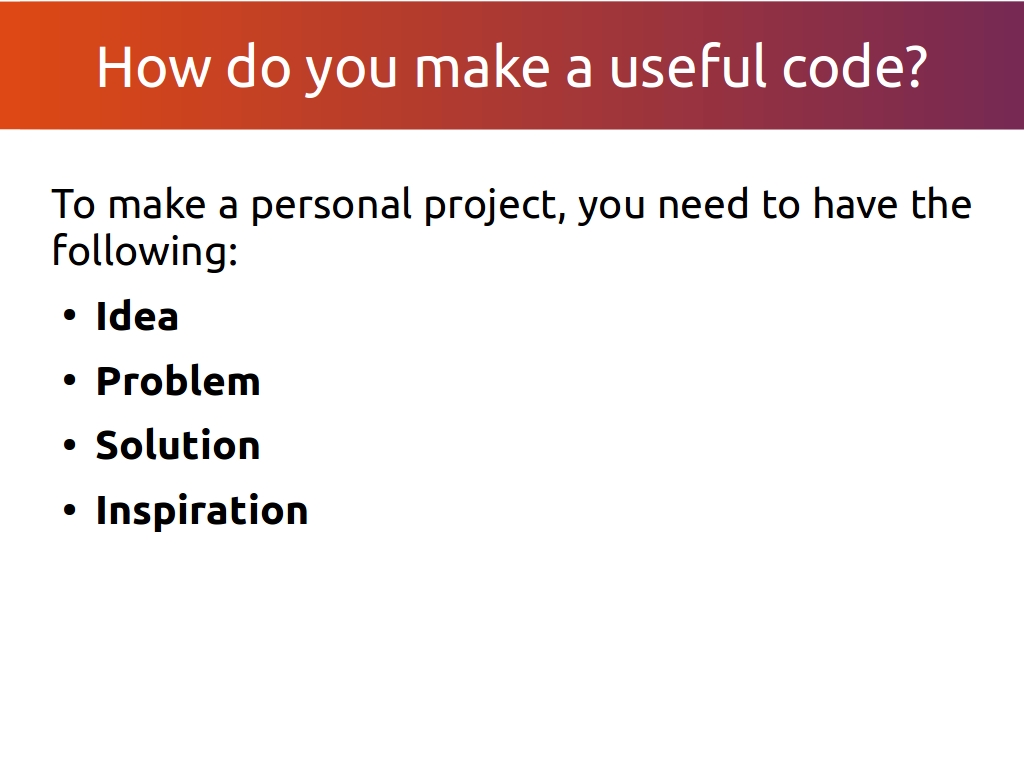 How do you make a useful code?
To make a personal project, you need to have the
following:
• Idea
• Problem
• Solution
• Inspiration